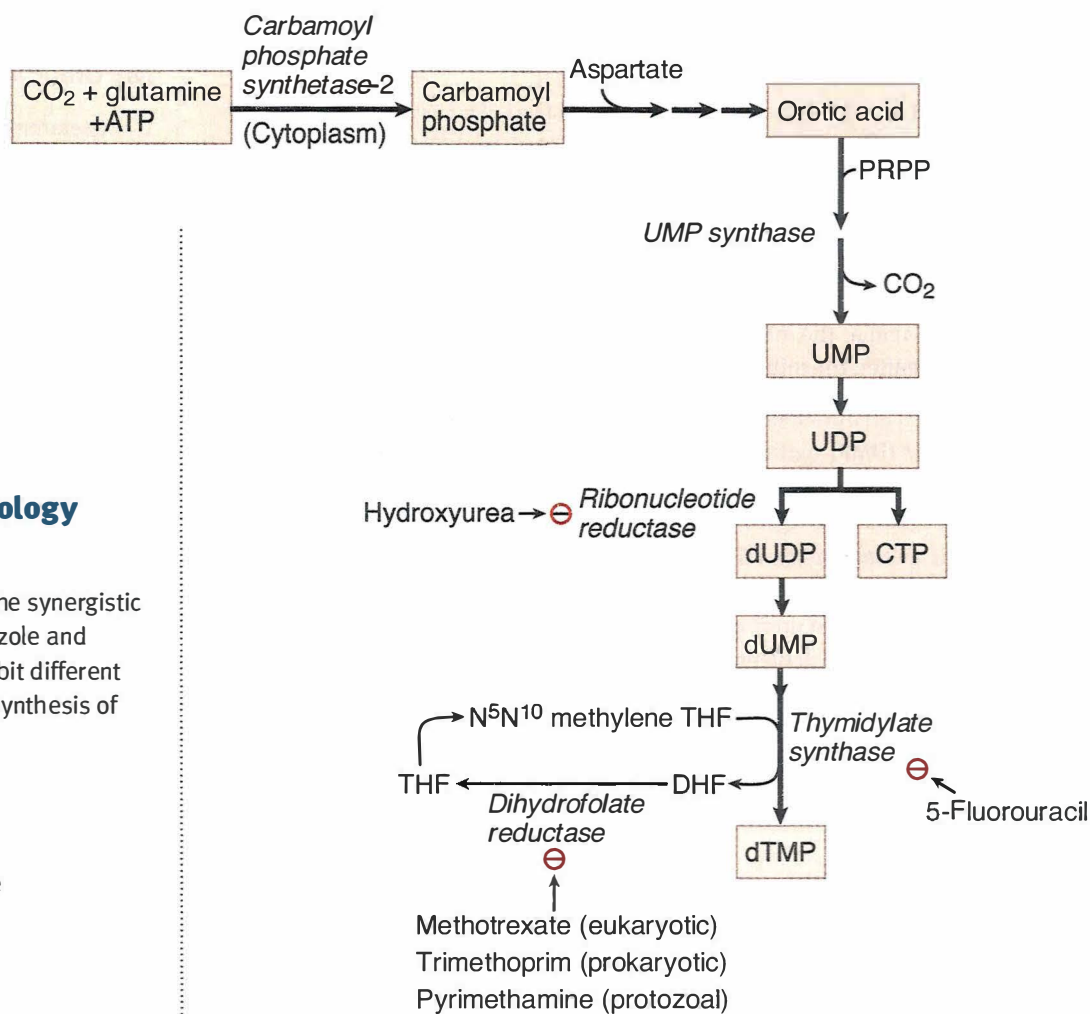 Carbamoyl
phosphate
synthetase-2
CO₂ + glutamine
+ATP
(Cytoplasm)
Carbamoyl
phosphate
Aspartate
Orotic acid
PRPP
UMP synthase
CO₂
UMP
UDP
Hydroxyurea
Ribonucleotide
reductase
dUDP
CTP
dUMP
N⁵N¹⁰ methylene THF
Thymidylate
synthase
THF
DHF
Dihydrofolate
reductase
5-Fluorouracil
dTMP
Methotrexate (eukaryotic)
Trimethoprim (prokaryotic)
Pyrimethamine (protozoal)
ology
ne synergistic
zole and
bit different
synthesis of